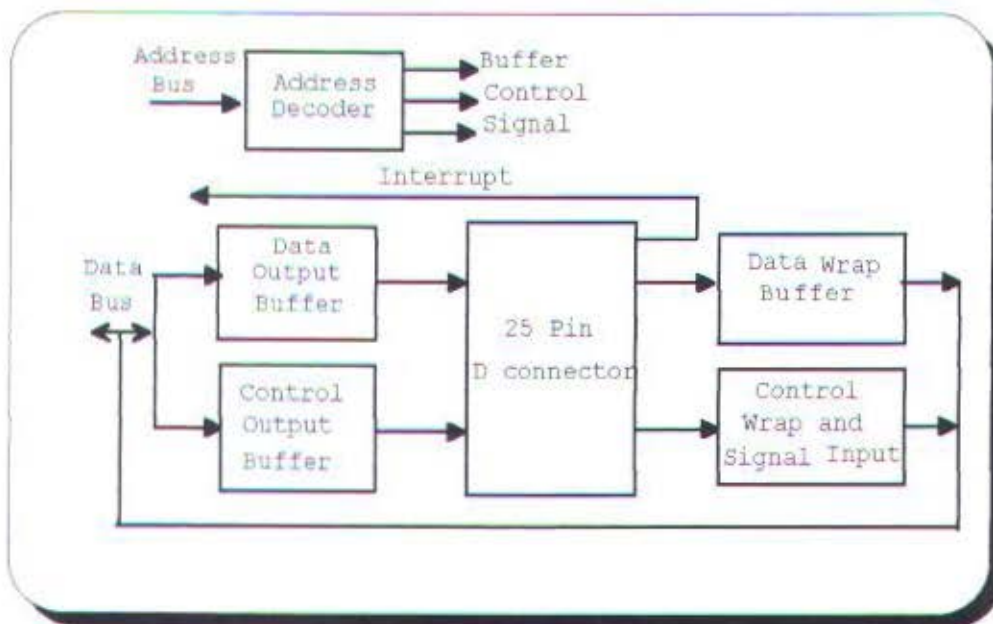 Address
Bus
Address
Decoder
Buffer
Control
Signal
Interrupt
Data
Bus
Data
Output
Buffer
Control
Output
Buffer
25 Pin
D connector
Data Wrap
Buffer
Control
Wrap and
Signal Input